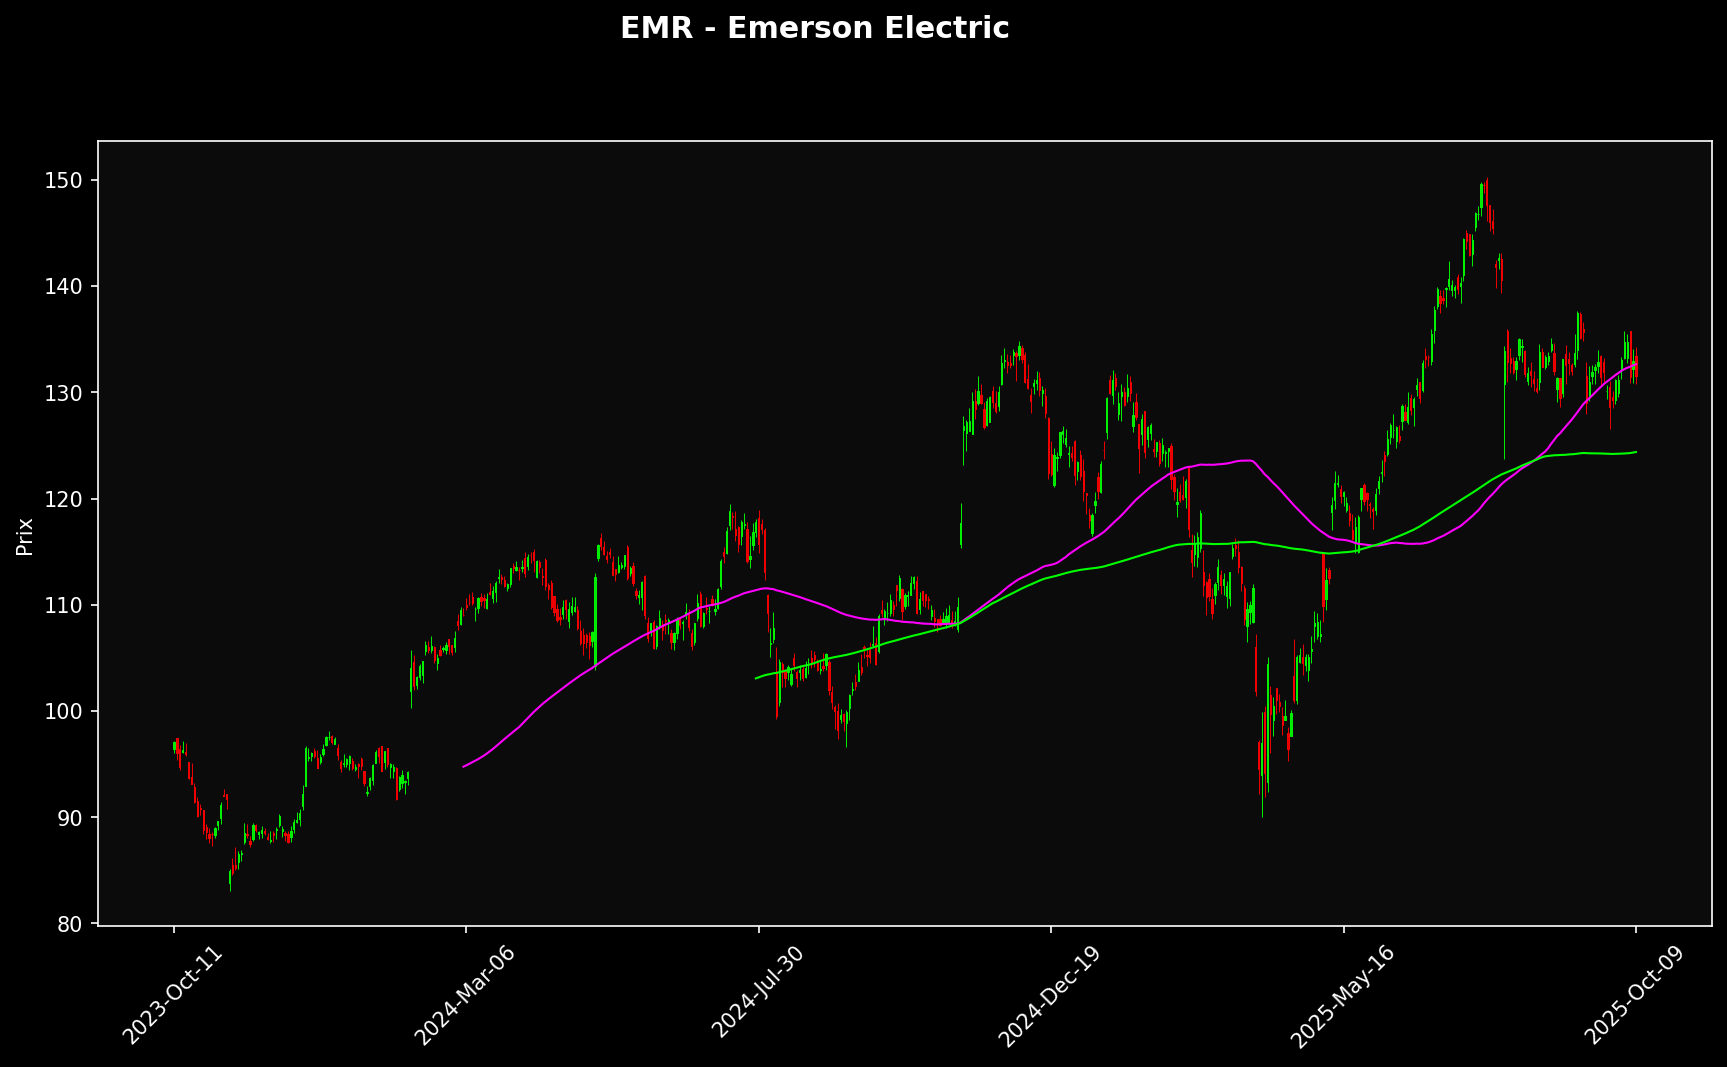 EMR - Emerson Electric
Prix
150
140
130
120
110
100
90
80
2023-Oct-11
2024-Mar-06
2024-Jul-30
2024-Dec-19
2025-May-16
2025-Oct-09